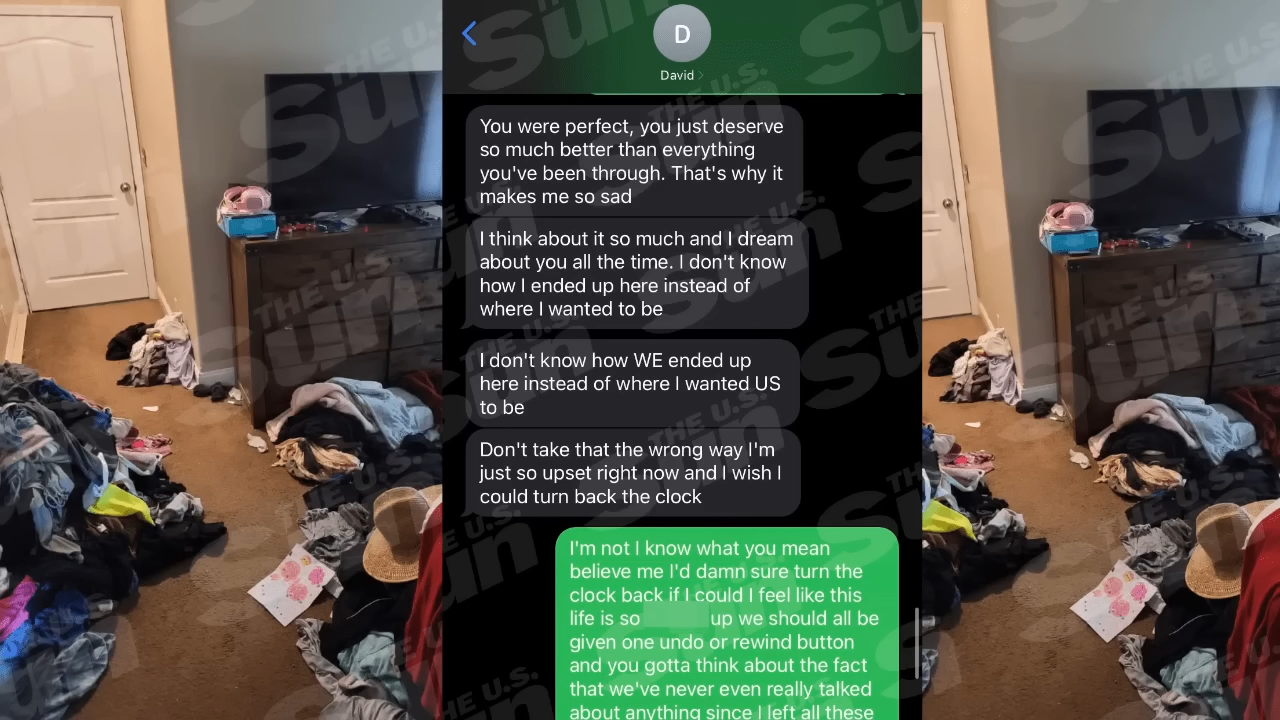 D
David
You were perfect, you just deserve
so much better than everything
you've been through. That's why it
makes me so sad
I think about it so much and I dream
about you all the time. I don't know
how I ended up here instead of
where I wanted to be
I don't know how WE ended up
here instead of where I wanted US
to be
Don't take that the wrong way I'm
just so upset right now and I wish I
could turn back the clock
I'm not I know what you mean
believe me I'd damn sure turn the
clock back if I could I feel like this
life is so up we should all be
given one undo or rewind button
and you gotta think about the fact
that we've never even really talked
about anything since I left all these
THE U.S. Sun